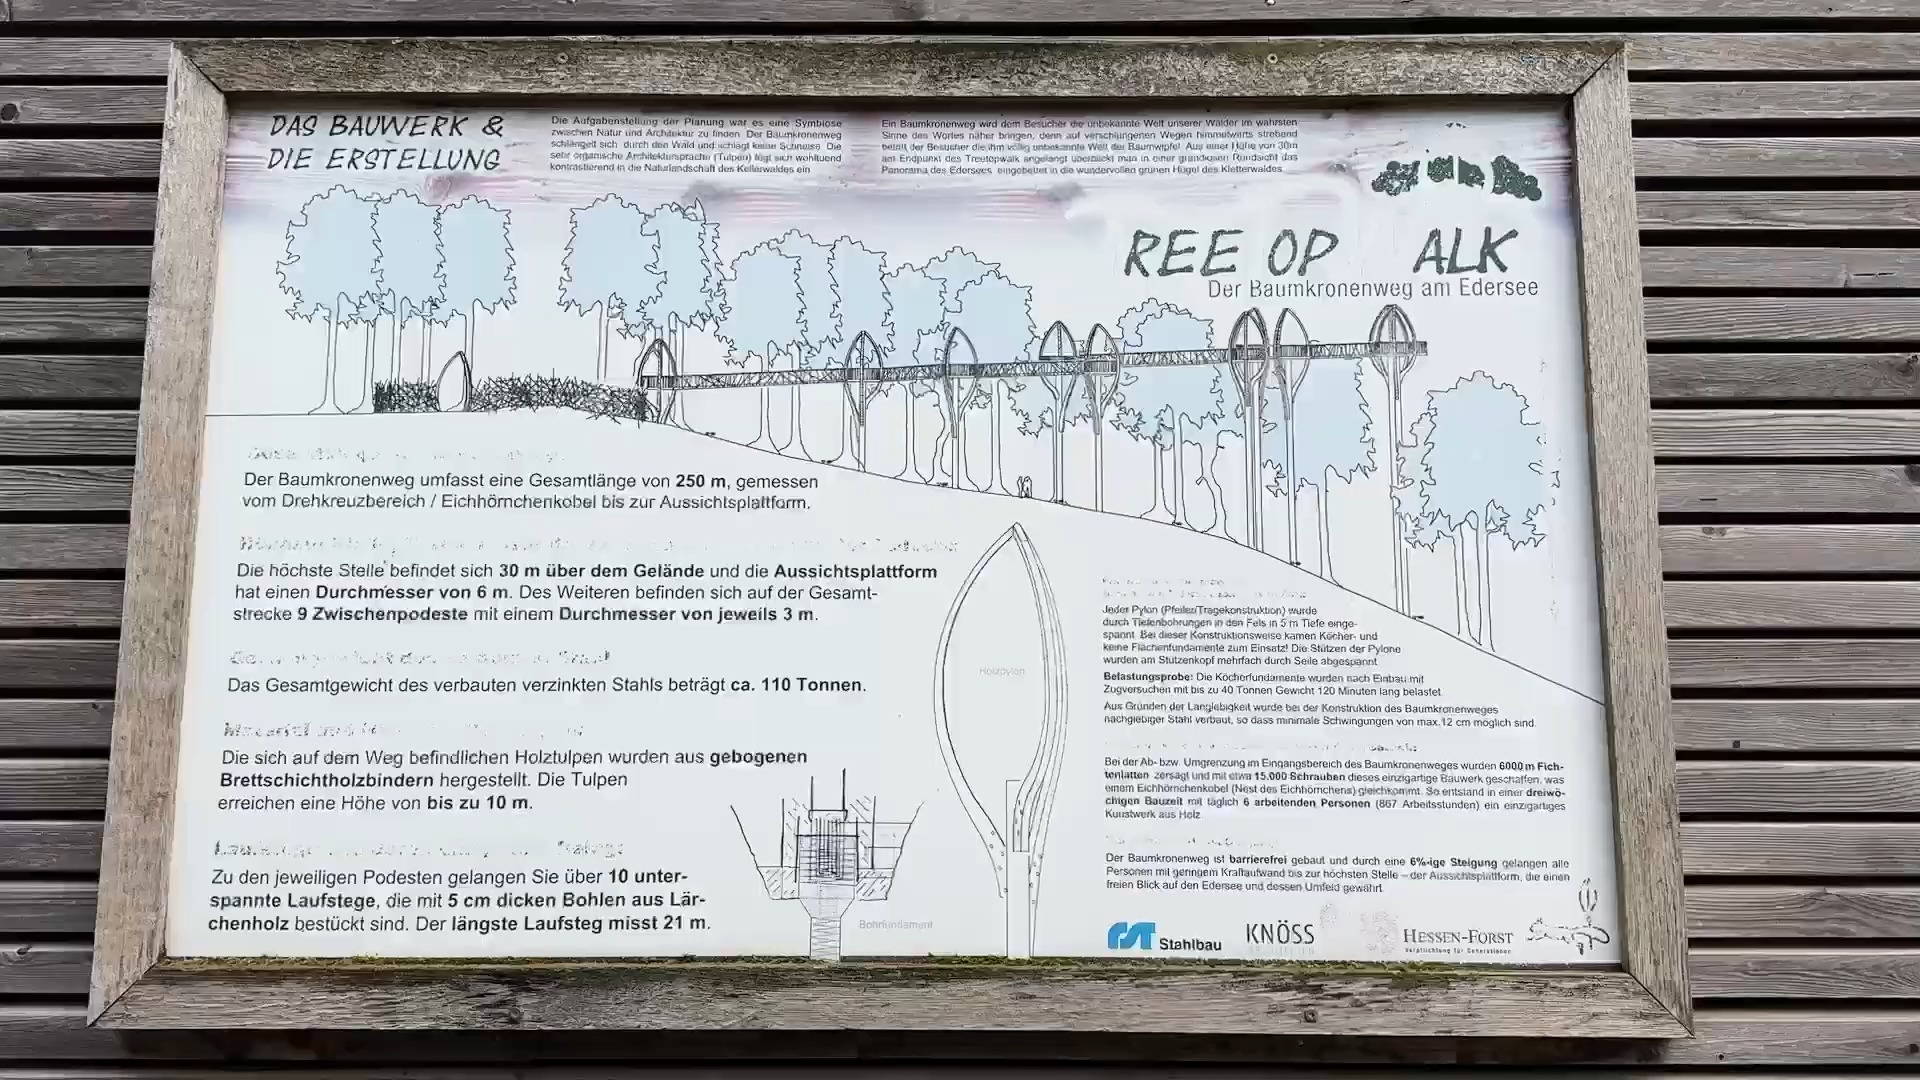 DAS BAUWERK &
DIE ERSTELLUNG
Die Aufgabenstellung der Planung war es eine Symbiose
zwischen Natur und Architektur zu finden. Der Baumkronenweg
schlängelt sich durch den Wald und schlägt keine Schneise. Die
sehr organische Architektursprache (Tulpen) fügt sich wohltuend
kontrastierend in die Naturlandschaft des Kellerwaldes ein
Ein Baumkronenweg wird dem Besucher die unbekannte Welt unserer Wälder im wahrsten
Sinne des Wortes näher bringen, denn auf verschlungenen Wegen himmelwärts strebend
betritt der Besucher die ihm völlig unbekannte Welt der Baumwipfel. Aus einer Höhe von 30m
am Endpunkt des Treetopwalk angelangt überblickt man in einer grandiosen Rundsicht das
Panorama des Edersees eingebettet in die wundervollen grünen Hügel des Kletterwaldes
REE OP ALK
Der Baumkronenweg am Edersee
Der Baumkronenweg umfasst eine Gesamtlänge von 250 m, gemessen
vom Drehkreuzbereich / Eichhörnchenkobel bis zur Aussichtsplattform.
Die höchste Stelle befindet sich 30 m über dem Gelände und die Aussichtsplattform
hat einen Durchmesser von 6 m. Des Weiteren befinden sich auf der Gesamt-
strecke 9 Zwischenpodeste mit einem Durchmesser von jeweils 3 m.
Das Gesamtgewicht des verbauten verzinkten Stahls beträgt ca. 110 Tonnen.
Die sich auf dem Weg befindlichen Holztulpen wurden aus gebogenen
Brettschichtholzbindern hergestellt. Die Tulpen
erreichen eine Höhe von bis zu 10 m.
Zu den jeweiligen Podesten gelangen Sie über 10 unter-
spannte Laufstege, die mit 5 cm dicken Bohlen aus Lär-
chenholz bestückt sind. Der längste Laufsteg misst 21 m.
Bohrfundament
Holzpylon
Jeder Pylon (Pfeiler/Tragekonstruktion) wurde
durch Tiefenbohrungen in den Fels in 5 m Tiefe einge-
spannt. Bei dieser Konstruktionsweise kamen Köcher- und
keine Flächenfundamente zum Einsatz! Die Stützen der Pylone
wurden am Stützenkopf mehrfach durch Seile abgespannt
Belastungsprobe: Die Köcherfundamente wurden nach Einbau mit
Zugversuchen mit bis zu 40 Tonnen Gewicht 120 Minuten lang belastet.
Aus Gründen der Langlebigkeit wurde bei der Konstruktion des Baumkronenweges
nachgiebiger Stahl verbaut, so dass minimale Schwingungen von max.12 cm möglich sind.
Bei der Ab- bzw. Umgrenzung im Eingangsbereich des Baumkronenweges wurden 6000 m Fich-
tenlatten zersägt und mit etwa 15.000 Schrauben dieses einzigartige Bauwerk geschaffen, was
einem Eichhörnchenkobel (Nest des Eichhörnchens) gleichkommt. So entstand in einer dreiwö-
chigen Bauzeit mit täglich 6 arbeitenden Personen (867 Arbeitsstunden) ein einzigartiges
Kunstwerk aus Holz
Der Baumkronenweg ist barrierefrei gebaut und durch eine 6%-ige Steigung gelangen alle
Personen mit geringem Kraftaufwand bis zur höchsten Stelle – der Aussichtsplattform, die einen
freien Blick auf den Edersee und dessen Umfeld gewährt.
Stahlbau
KNÖSS
HESSEN-FORST
Verpflichtung für Generationen